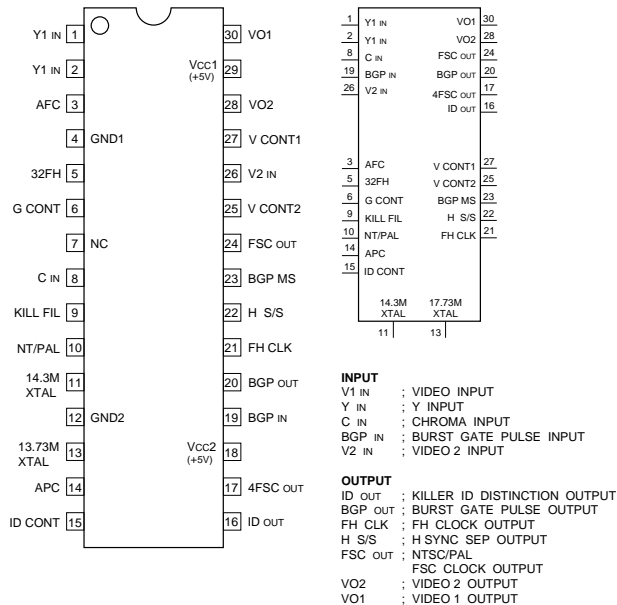 Y1 IN 1
30 VO1
Y1 IN 2
VCC1 (+5V) 29
AFC 3
28 VO2
4 GND1
27 V CONT1
32FH 5
26 V2 IN
G CONT 6
25 V CONT2
7 NC
24 FSC OUT
C IN 8
23 BGP MS
KILL FIL 9
22 H S/S
NT/PAL 10
21 FH CLK
14.3M XTAL 11
20 BGP OUT
12 GND2
19 BGP IN
13.73M XTAL 13
VCC2 (+5V) 18
APC 14
17 4FSC OUT
ID CONT 15
16 ID OUT
1 Y1 IN
VO1 30
2 Y1 IN
VO2 28
8 C IN
FSC OUT 24
19 BGP IN
BGP OUT 20
26 V2 IN
4FSC OUT 17
ID OUT 16
3 AFC
V CONT1 27
5 32FH
V CONT2 25
6 G CONT
BGP MS 23
9 KILL FIL
H S/S 22
10 NT/PAL
FH CLK 21
14 APC
15 ID CONT
14.3M 17.73M
XTAL XTAL
11 13
INPUT
V1 IN ; VIDEO INPUT
Y IN ; Y INPUT
C IN ; CHROMA INPUT
BGP IN ; BURST GATE PULSE INPUT
V2 IN ; VIDEO 2 INPUT
OUTPUT
ID OUT ; KILLER ID DISTINCTION OUTPUT
BGP OUT ; BURST GATE PULSE OUTPUT
FH CLK ; FH CLOCK OUTPUT
H S/S ; H SYNC SEP OUTPUT
FSC OUT ; NTSC/PAL
FSC CLOCK OUTPUT
VO2 ; VIDEO 2 OUTPUT
VO1 ; VIDEO 1 OUTPUT